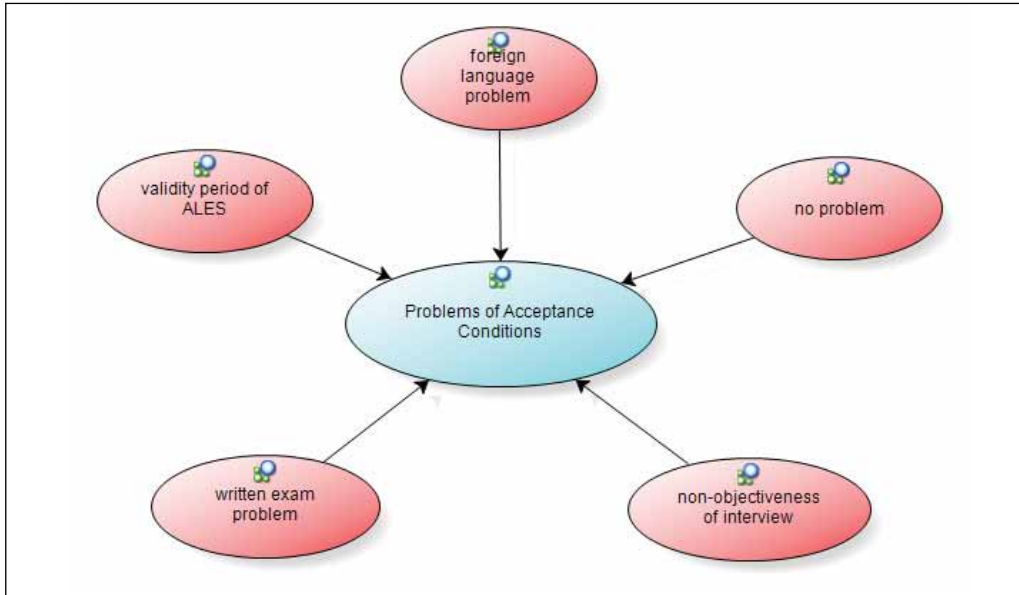 foreign
language
problem
validity period of
ALES
no problem
Problems of Acceptance
Conditions
written exam
problem
non-objectiveness
of interview